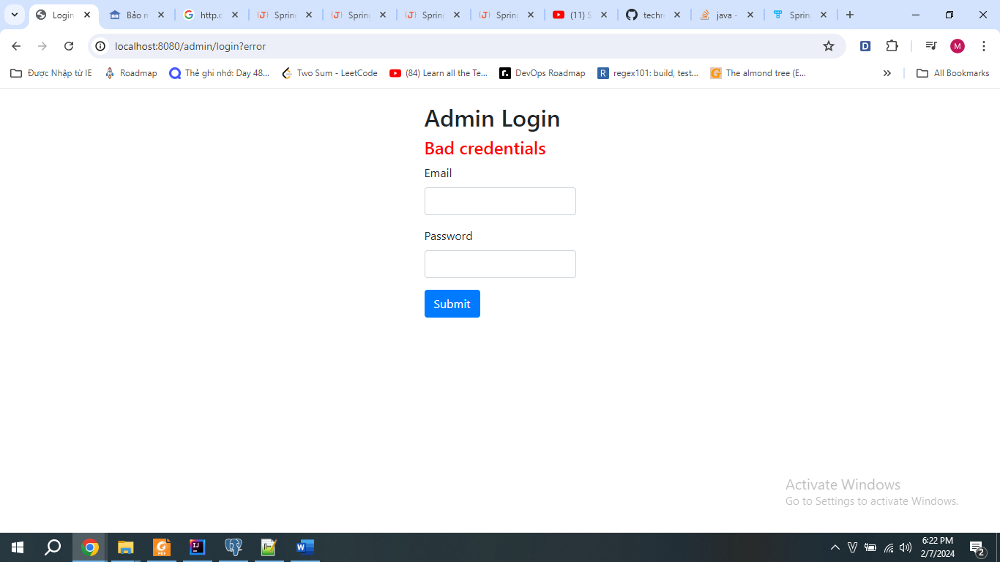 Login
Bảo n
http.c
Spring
Spring
Spring
Spring
(11) S
techr
java -
Spring
localhost:8080/admin/login?error
D
M
Được Nhập từ IE
Roadmap
Thẻ ghi nhớ: Day 48...
Two Sum - LeetCode
(84) Learn all the Te...
DevOps Roadmap
regex101: build, test...
The almond tree (E...
All Bookmarks
Admin Login
Bad credentials
Email
Password
Submit
Activate Windows
Go to Settings to activate Windows.
6:22 PM
2/7/2024
2